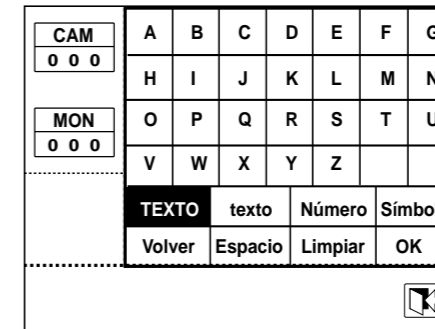 CAM
0 0 0
MON
0 0 0
A B C D E F G
H I J K L M N
O P Q R S T U
V W X Y Z
TEXTO texto Número
Volver Espacio Limpiar OK